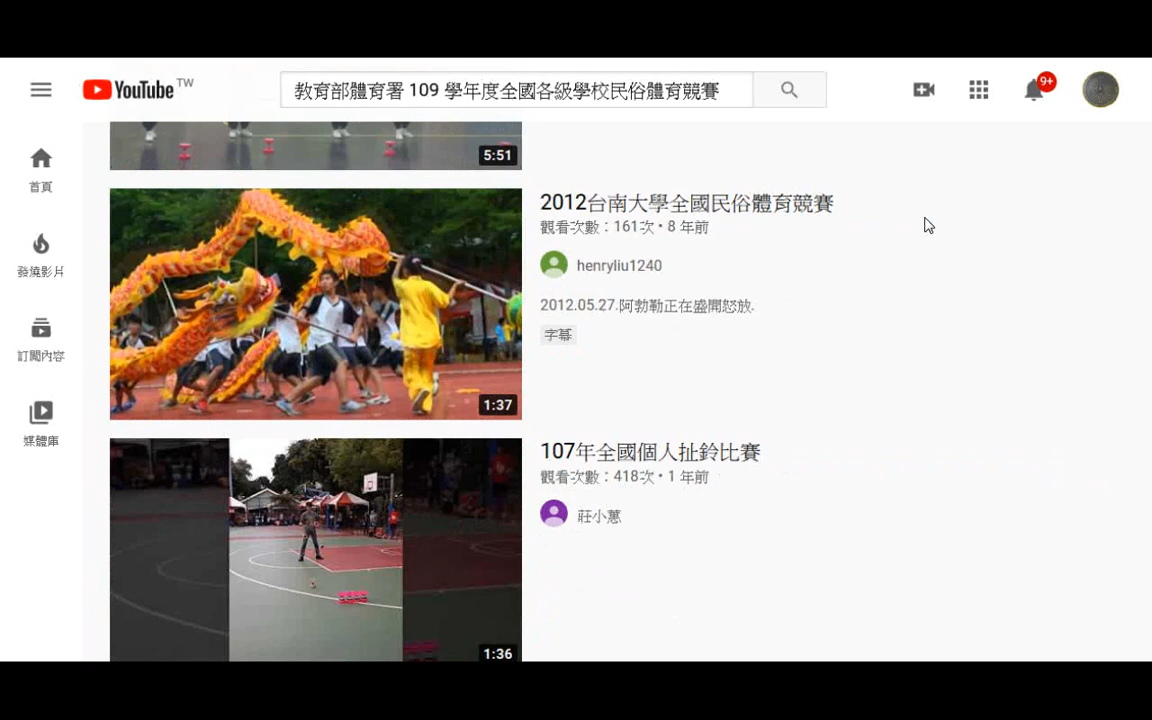 YouTube TW
教育部體育署 109 學年度全國各級學校民俗體育競賽
9+
首頁
發燒影片
訂閱內容
媒體庫
5:51
1:37
2012台南大學全國民俗體育競賽
觀看次數：161次 • 8 年前
henryliu1240
2012.05.27.阿勃勒正在盛開怒放.
字幕
1:36
107年全國個人扯鈴比賽
觀看次數：418次 • 1 年前
莊小蕙